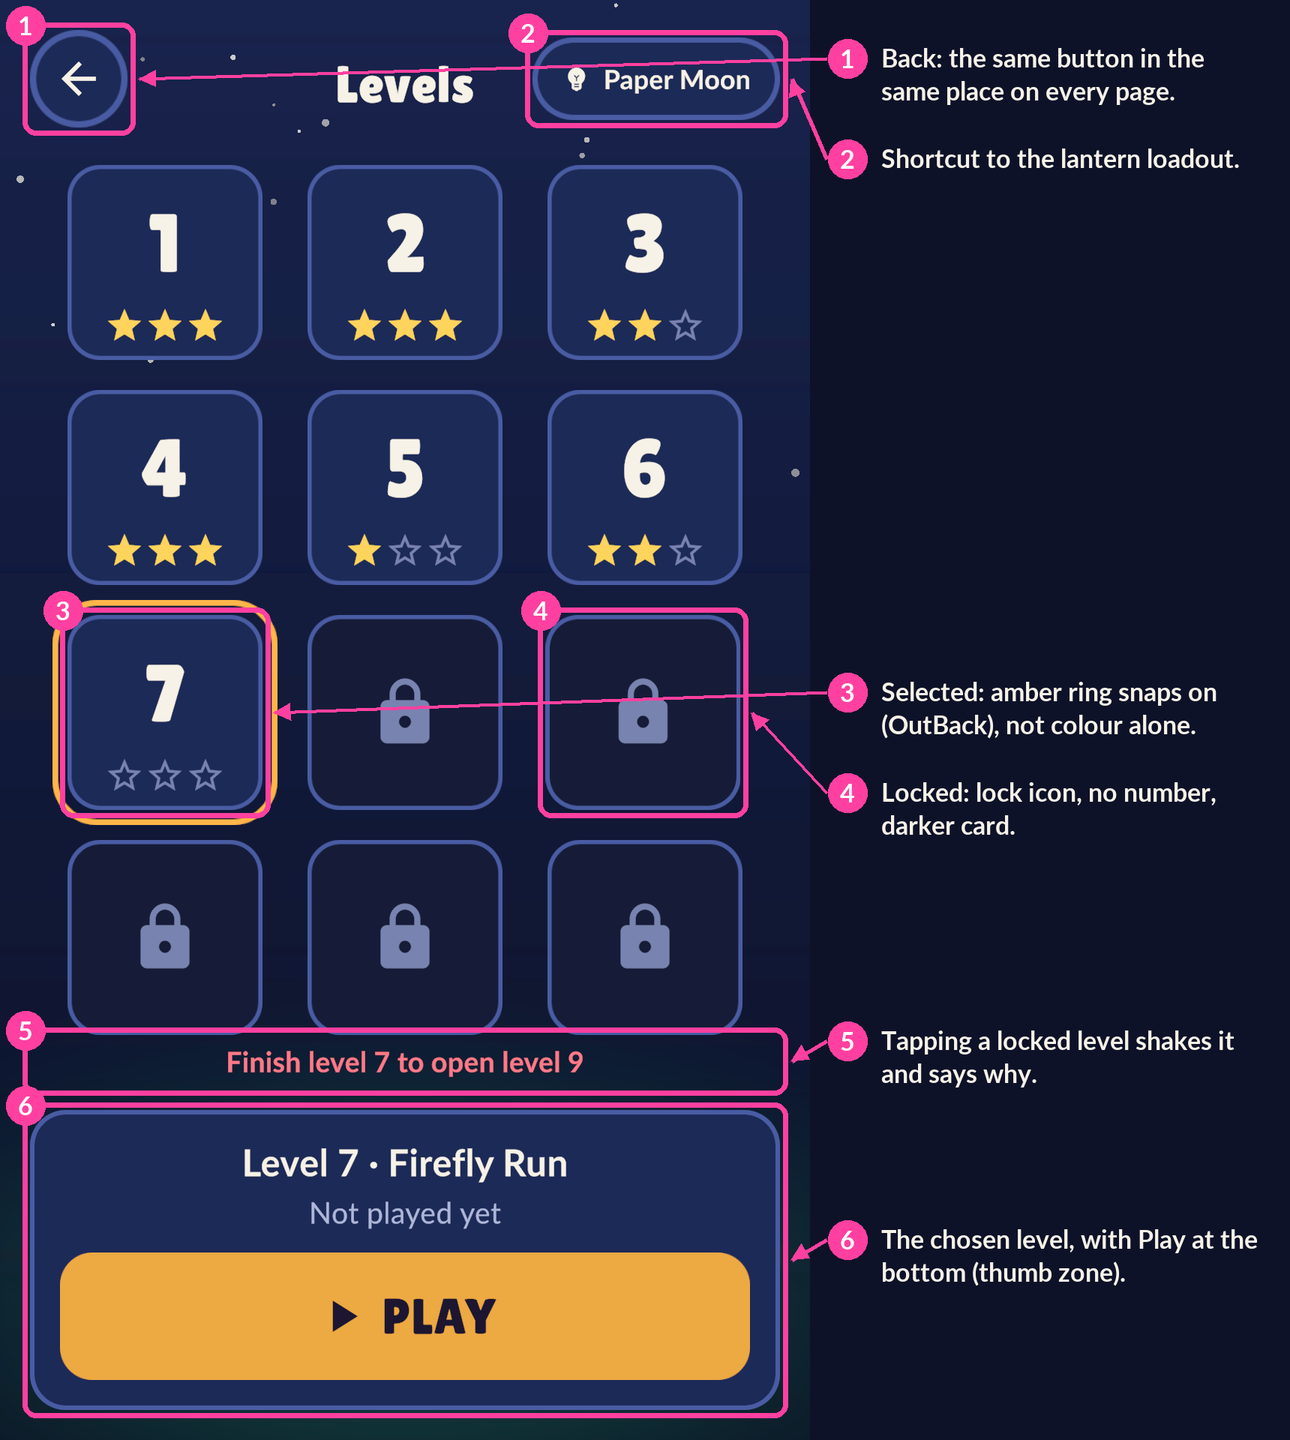 1
2
Levels
Paper Moon
1 Back: the same button in the
same place on every page.
2 Shortcut to the lantern loadout.
1 2 3
4 5 6
3
4
7
3 Selected: amber ring snaps on
(OutBack), not colour alone.
4 Locked: lock icon, no number,
darker card.
5
Finish level 7 to open level 9
5 Tapping a locked level shakes it
and says why.
6
Level 7 · Firefly Run
Not played yet
PLAY
6 The chosen level, with Play at the
bottom (thumb zone).